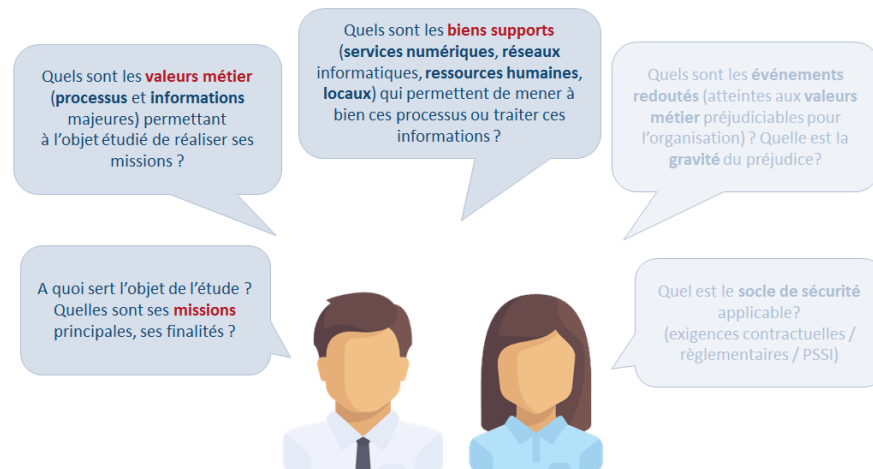 Quels sont les valeurs métier
(processus et informations
majeures) permettant
à l'objet étudié de réaliser ses
missions ?
Quels sont les biens supports
(services numériques, réseaux
informatiques, ressources humaines,
locaux) qui permettent de mener à
bien ces processus ou traiter ces
informations ?
Quels sont les événements
redoutés (atteintes aux valeurs
métier préjudiciables pour
l'organisation) ? Quelle est la
gravité du préjudice?
A quoi sert l'objet de l'étude ?
Quelles sont ses missions
principales, ses finalités ?
Quel est le socle de sécurité
applicable?
(exigences contractuelles /
règlementaires / PSSI)